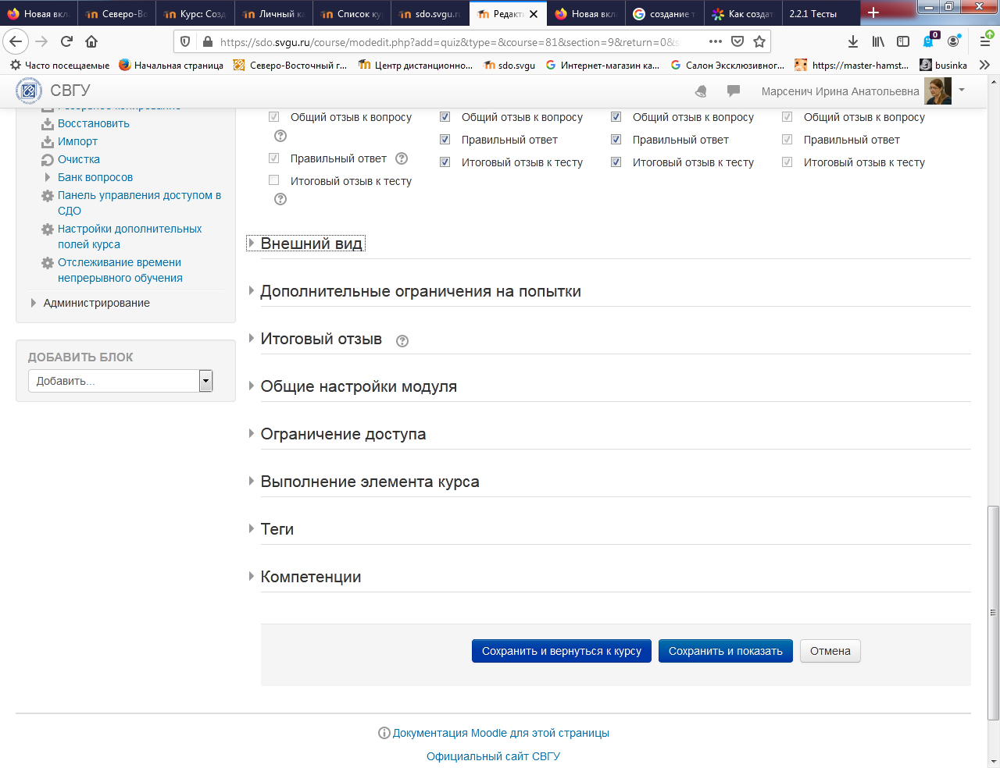 Новая вкл
Северо-Во
Курс: Созд
Личный ка
Список ку
sdo.svgu.ru
Редакти
Новая вкл
создание т
Как создат
2.2.1 Тесты
https://sdo.svgu.ru/course/modedit.php?add=quiz&type=&course=81&section=9&return=0&s
0
Часто посещаемые
Начальная страница
Северо-Восточный г...
Центр дистанционно...
sdo.svgu
Интернет-магазин ка...
Салон Эксклюзивног...
https://master-hamst...
businka
СВГУ
Марсенич Ирина Анатольевна
Восстановить
Импорт
Очистка
Банк вопросов
Панель управления доступом в
СДО
Настройки дополнительных
полей курса
Отслеживание времени
непрерывного обучения
Администрирование
ДОБАВИТЬ БЛОК
Добавить...
Общий отзыв к вопросу
Правильный ответ
Итоговый отзыв к тесту
Общий отзыв к вопросу
Правильный ответ
Итоговый отзыв к тесту
Общий отзыв к вопросу
Правильный ответ
Итоговый отзыв к тесту
Общий отзыв к вопросу
Правильный ответ
Итоговый отзыв к тесту
Внешний вид
Дополнительные ограничения на попытки
Итоговый отзыв
Общие настройки модуля
Ограничение доступа
Выполнение элемента курса
Теги
Компетенции
Сохранить и вернуться к курсу
Сохранить и показать
Отмена
Документация Moodle для этой страницы
Официальный сайт СВГУ